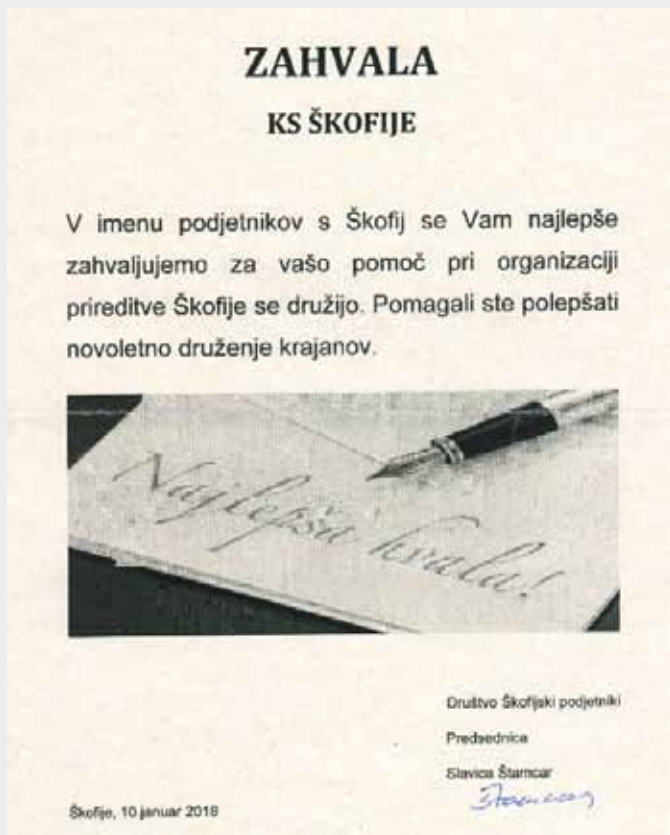 ZAHVALA
KS ŠKOFIJE
V imenu podjetnikov s Škofij se Vam najlepše
zahvaljujemo za vašo pomoč pri organizaciji
prireditve Škofije se družijo. Pomagali ste polepšati
novoletno druženje krajanov.
Najlepša hvala!
Društvo Škofijski podjetniki
Predsednica
Slavica Štamcar
Škofije, 10 januar 2018